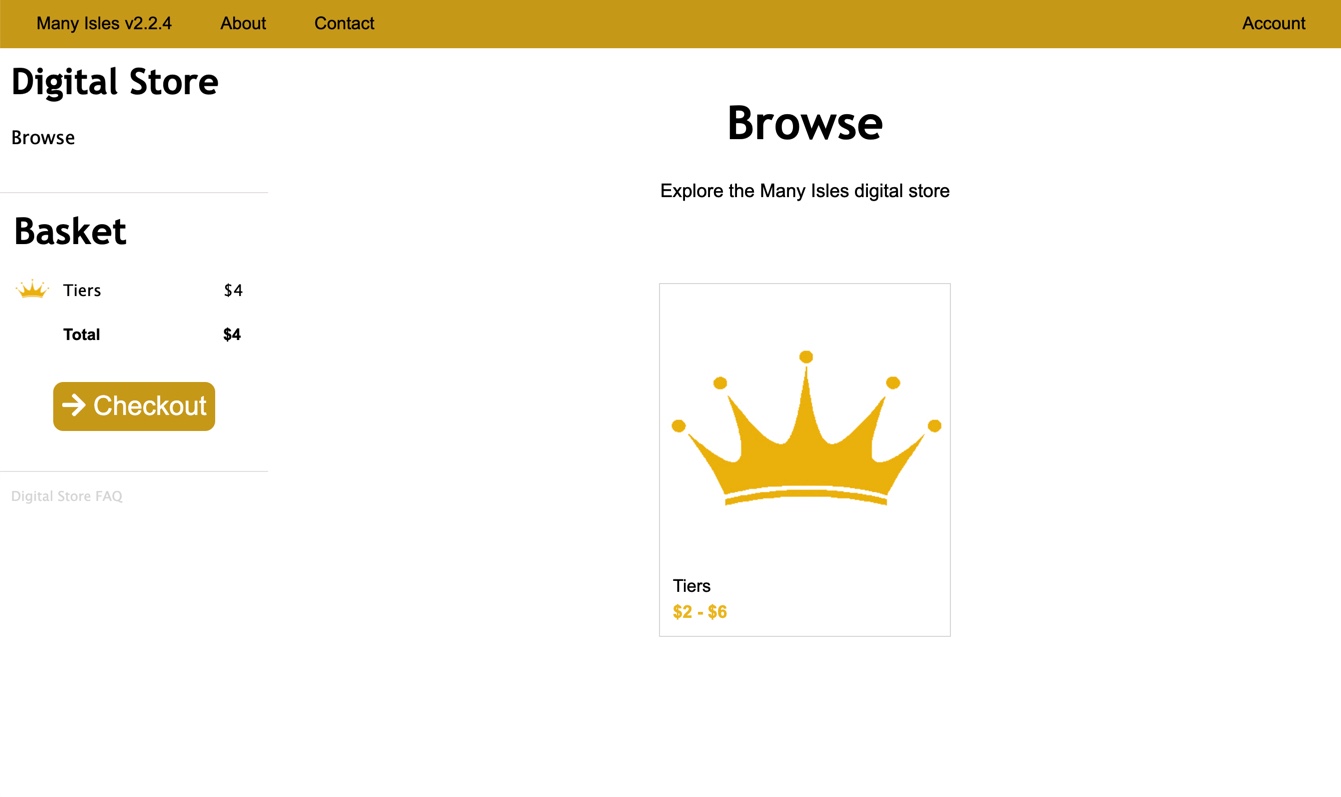 Many Isles v2.2.4 About Contact Account
Digital Store
Browse
Basket
Tiers $4
Total $4
Checkout
Digital Store FAQ
Browse
Explore the Many Isles digital store
Tiers
$2 - $6